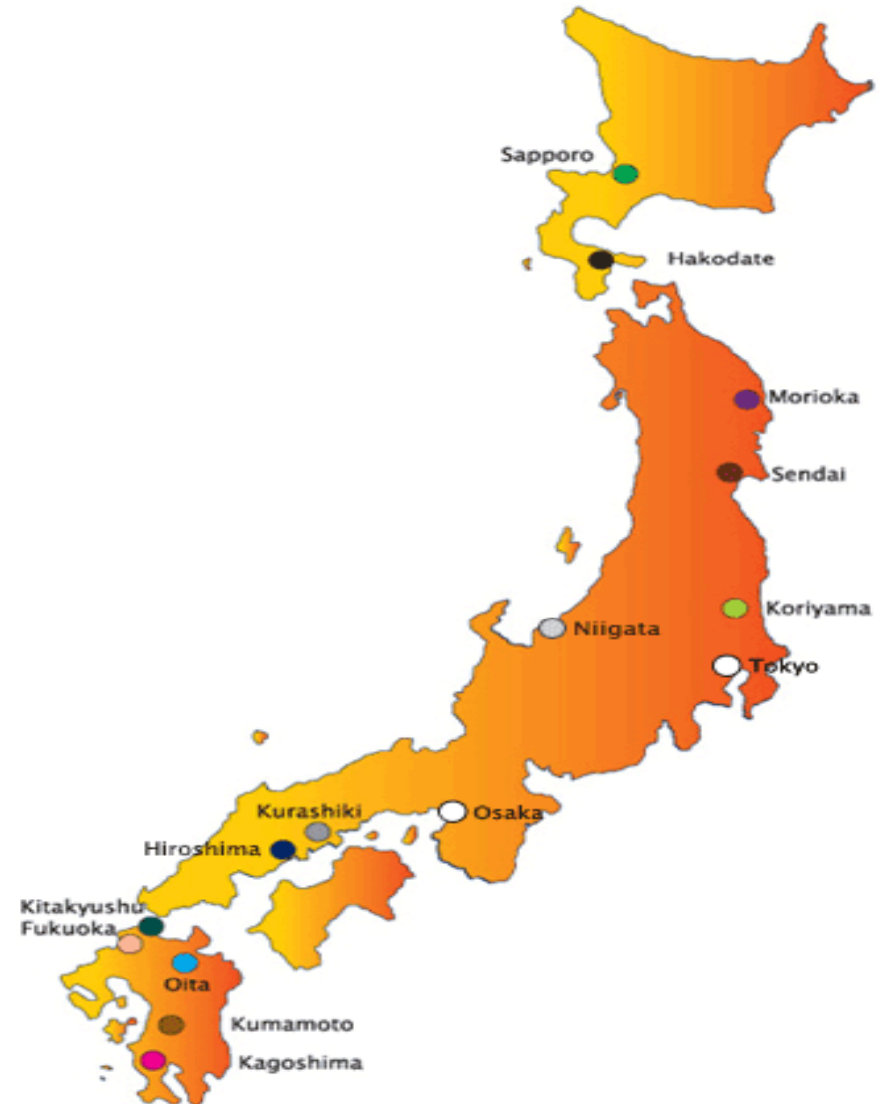 Sapporo
Hakodate
Morioka
Sendai
Koriyama
Niigata
Tokyo
Kurashiki
Osaka
Hiroshima
Kitakyushu
Fukuoka
Oita
Kumamoto
Kagoshima